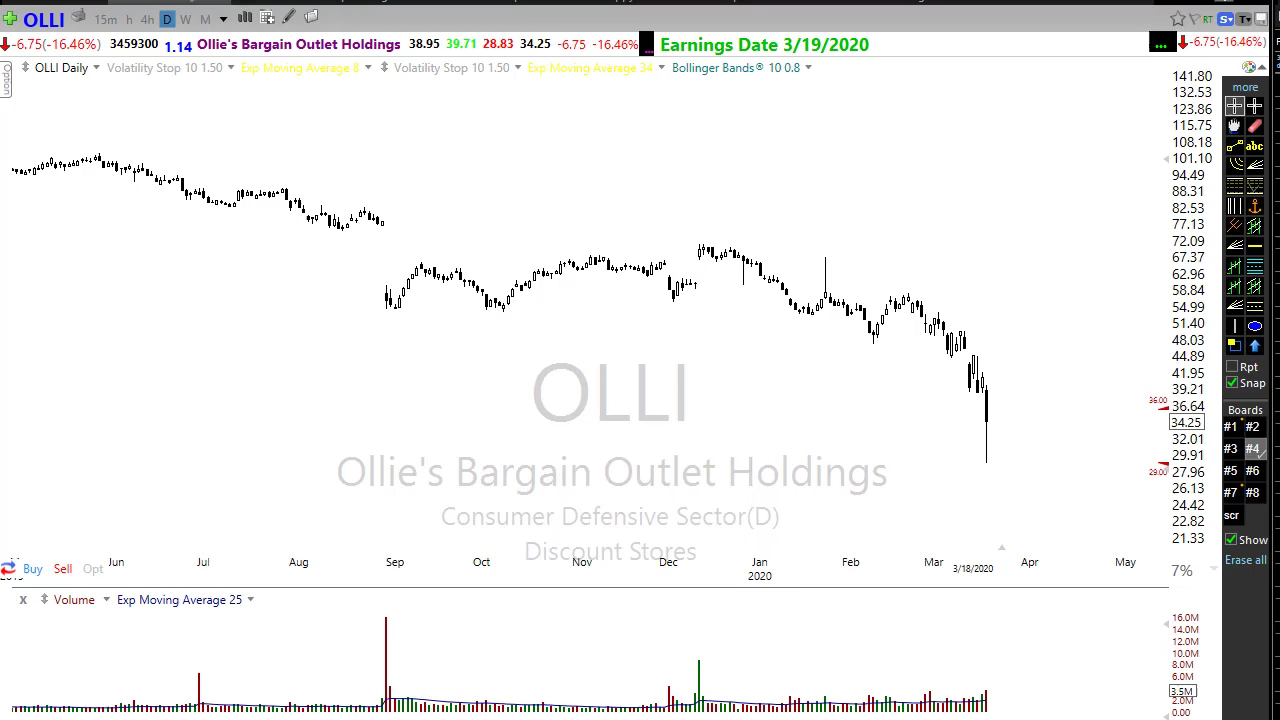 OLLI 15m h 4h D W M RT S T
-6.75(-16.46%) 3459300 1.14 Ollie's Bargain Outlet Holdings 38.95 39.71 28.83 34.25 -6.75 -16.46% ... Earnings Date 3/19/2020 ... -6.75(-16.46%)
Option
OLLI Daily Volatility Stop 10 1.50 Exp Moving Average 8 Volatility Stop 10 1.50 Exp Moving Average 34 Bollinger Bands® 10 0.8
141.80
132.53
123.86
115.75
108.18
101.10
94.49
88.31
82.53
77.13
72.09
67.37
62.96
58.84
54.99
51.40
48.03
44.89
41.95
39.21
36.00
36.64
34.25
32.01
29.91
29.00
27.96
26.13
24.42
22.82
21.33
more
abc
Rpt
Snap
Boards
#1 #2
#3 #4
#5 #6
#7 #8
scr
Show
Erase all
OLLI
Ollie's Bargain Outlet Holdings
Consumer Defensive Sector(D)
Discount Stores
Jun Jul Aug Sep Oct Nov Dec Jan Feb Mar 3/18/2020 Apr May
2020
Buy Sell Opt
7%
x Volume Exp Moving Average 25
16.0M
14.0M
12.0M
10.0M
8.0M
6.0M
3.5M
2.0M
0.00